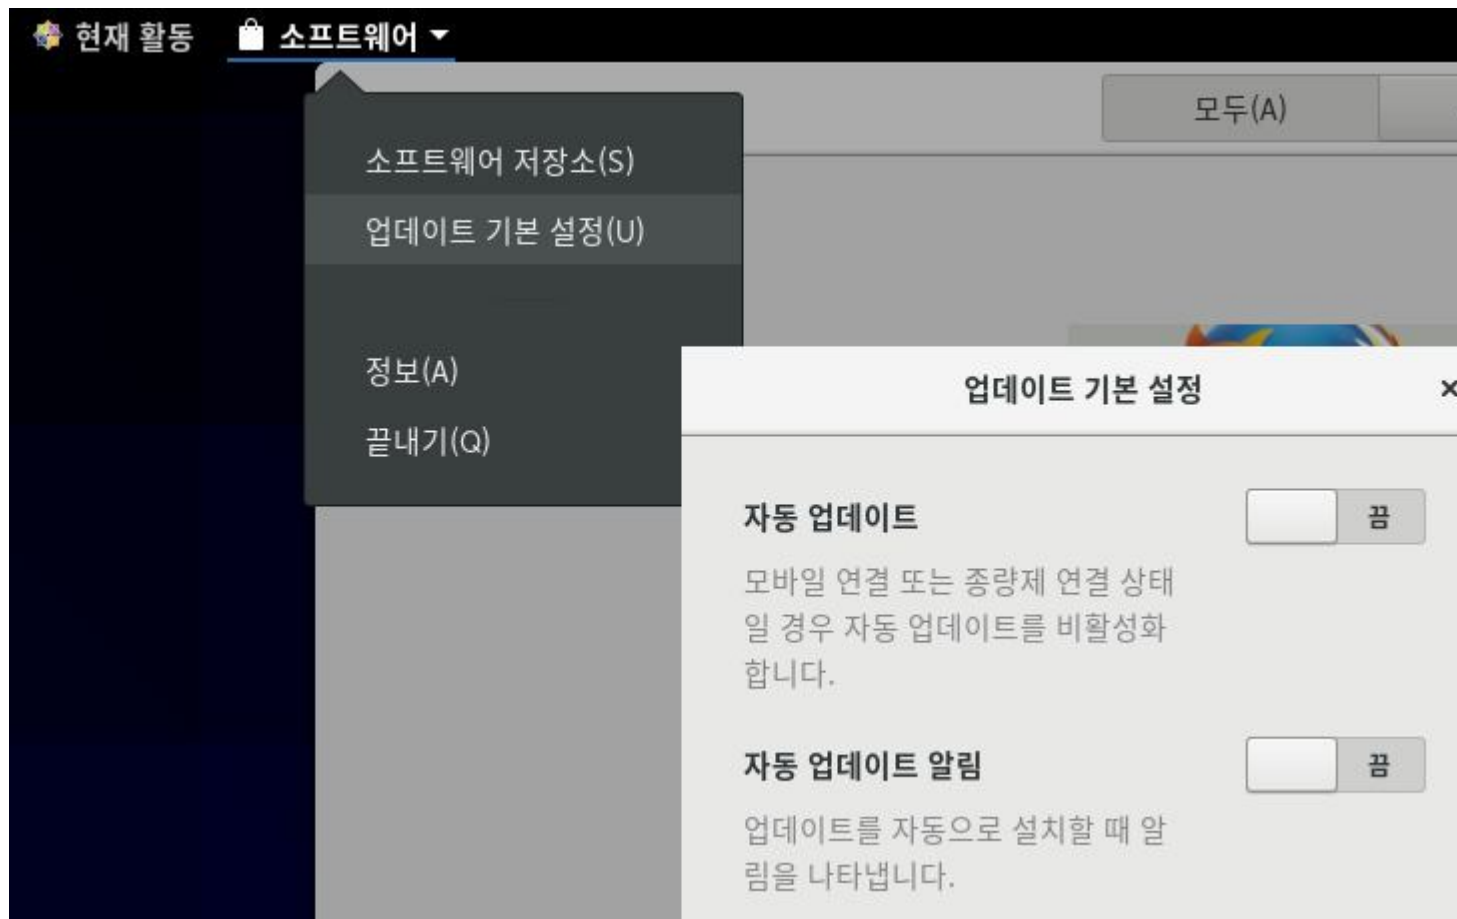 현재 활동 소프트웨어
모두(A)
소프트웨어 저장소(S)
업데이트 기본 설정(U)
정보(A)
끝내기(Q)
업데이트 기본 설정
자동 업데이트 끔
모바일 연결 또는 종량제 연결 상태
일 경우 자동 업데이트를 비활성화
합니다.
자동 업데이트 알림 끔
업데이트를 자동으로 설치할 때 알
림을 나타냅니다.